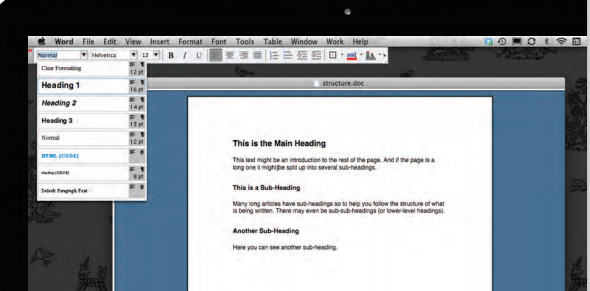 Word File Edit View Insert Format Font Tools Table Window Work Help
Normal Helvetica 12 B I U
Clear Formatting 12 pt
structure.doc
Heading 1 16 pt
Heading 2 14 pt
Heading 3 13 pt
Normal 12 pt
HTML (CODE)
Heading (CODE) 8 pt
Default Paragraph Font
This is the Main Heading
This text might be an introduction to the rest of the page. And if the page is a
long one it might be split up into several sub-headings.
This is a Sub-Heading
Many long articles have sub-headings so to help you follow the structure of what
is being written. There may even be sub-sub-headings (or lower-level headings).
Another Sub-Heading
Here you can see another sub-heading.